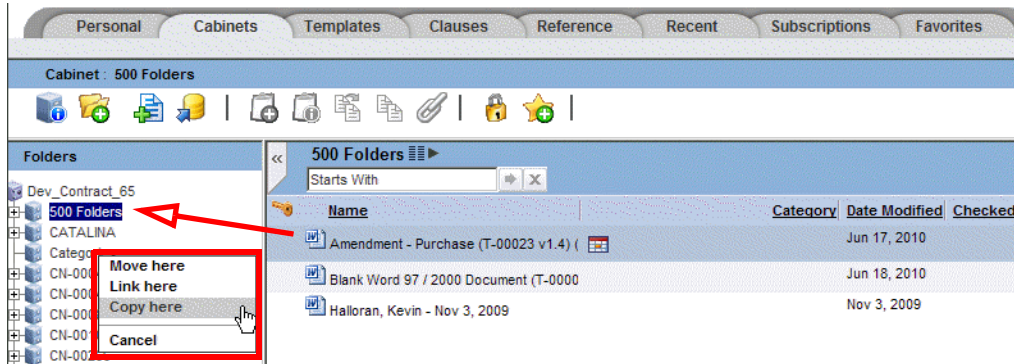 Personal Cabinets Templates Clauses Reference Recent Subscriptions Favorites
Cabinet : 500 Folders
Folders
500 Folders
Starts With
X
Dev_Contract_65
500 Folders
CATALINA
Name Category Date Modified Checked
Amendment - Purchase (T-00023 v1.4) ( Jun 17, 2010
Blank Word 97 / 2000 Document (T-0000 Jun 18, 2010
Halloran, Kevin - Nov 3, 2009 Nov 3, 2009
Move here
Link here
Copy here
Cancel